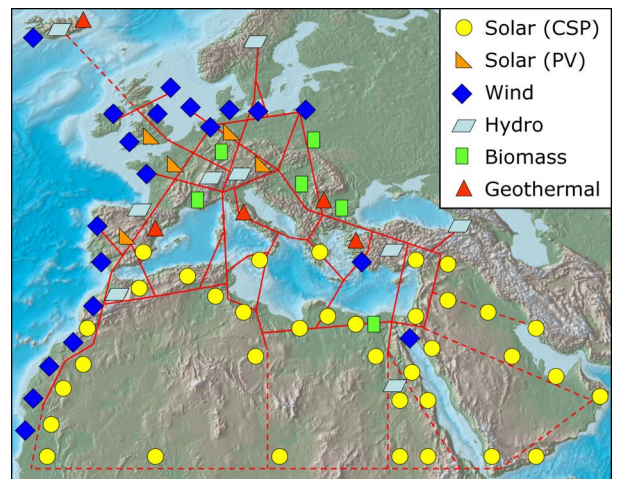 Solar (CSP)
Solar (PV)
Wind
Hydro
Biomass
Geothermal